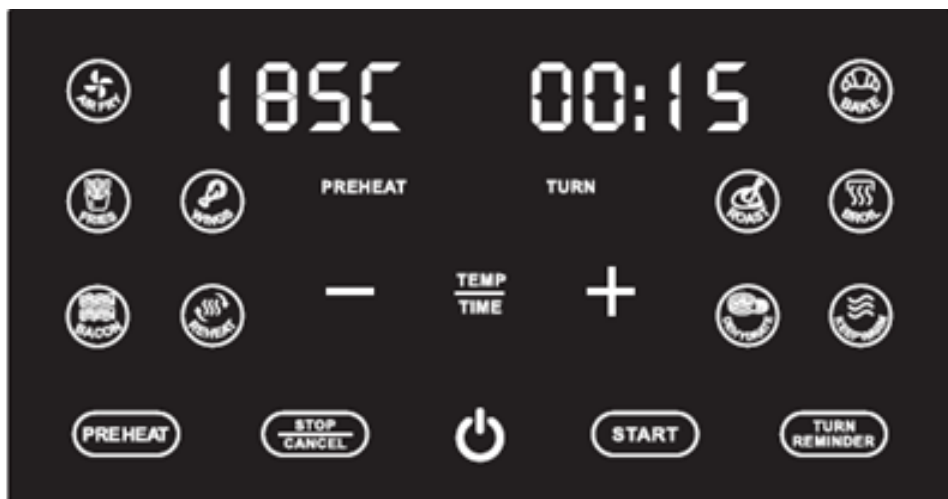 185C 00:15
AIR FRY
BAKE
PREHEAT TURN
FRIES
WINGS
ROAST
BROIL
TEMP
TIME
BACON
REHEAT
DEHYDRATE
KEEP WARM
PREHEAT
STOP
CANCEL
START
TURN
REMINDER